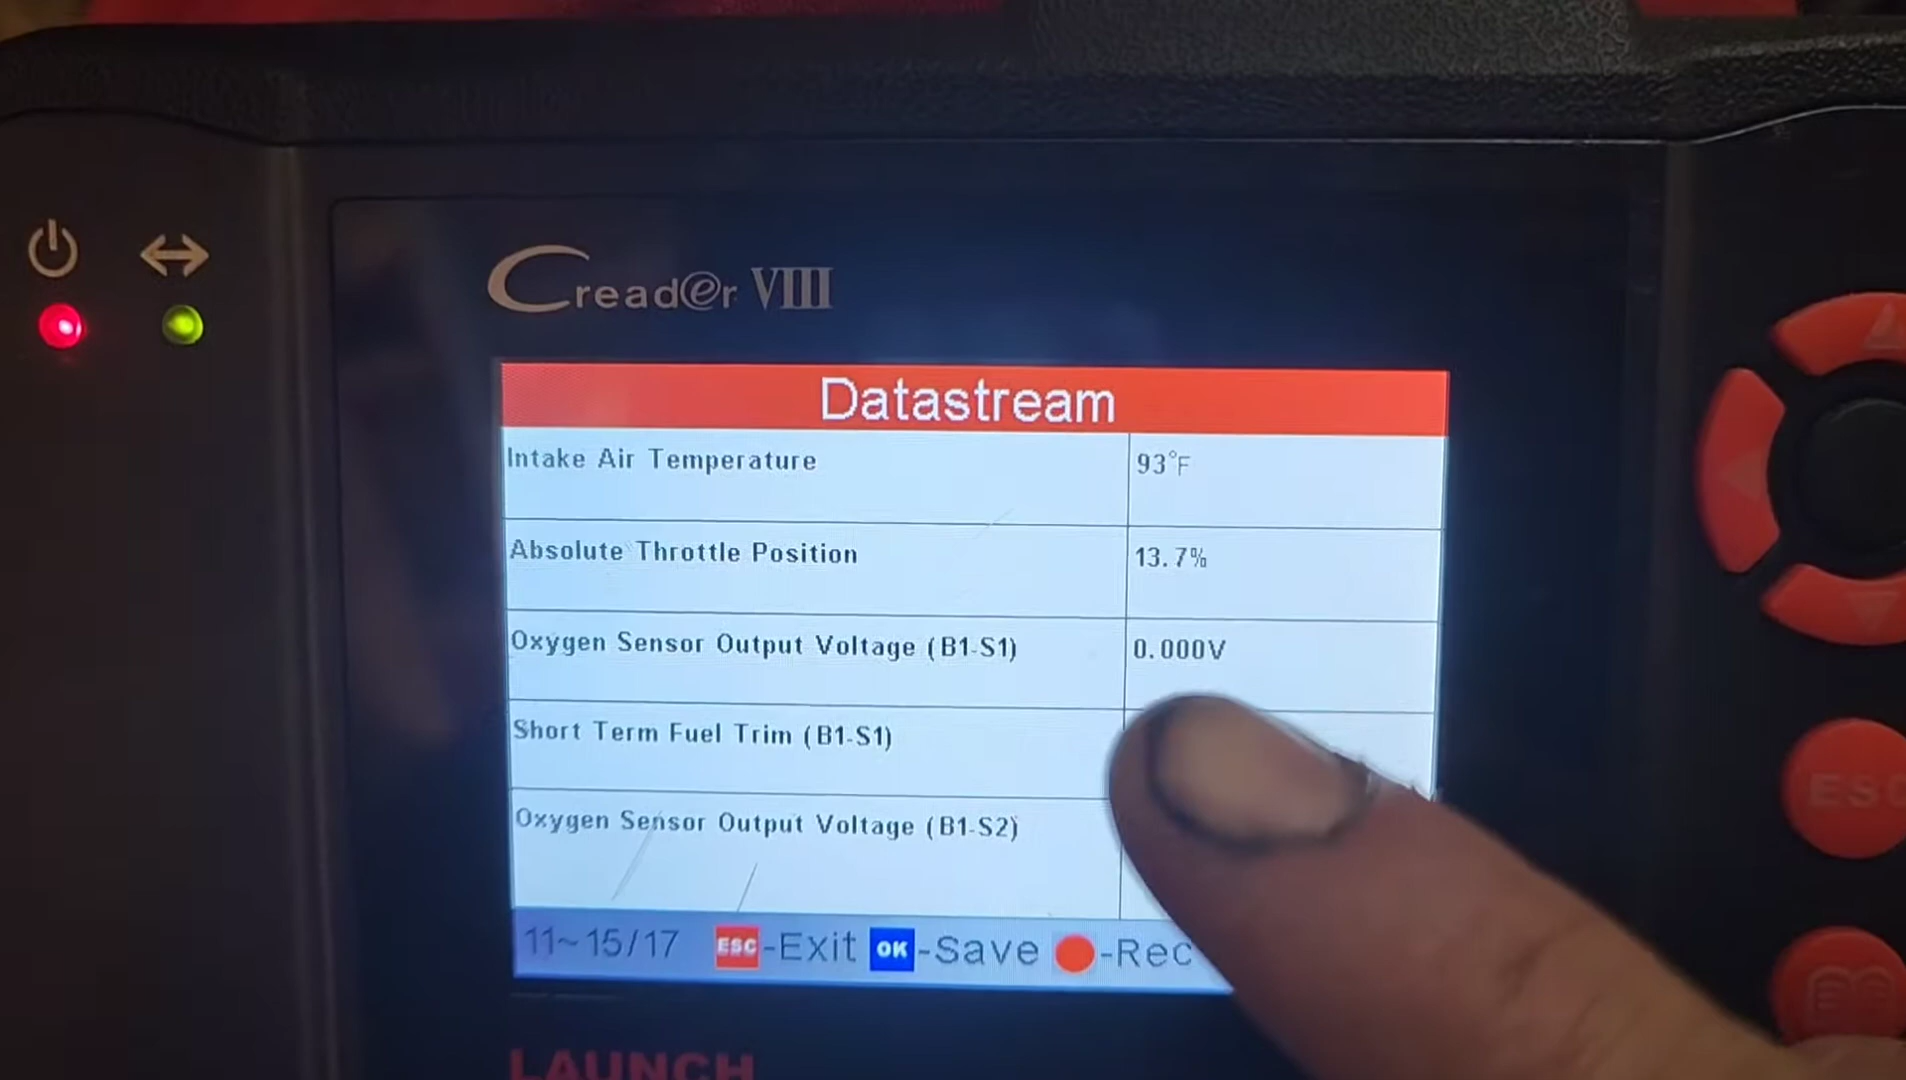 Cread@r VIII
Datastream
Intake Air Temperature 93°F
Absolute Throttle Position 13.7%
Oxygen Sensor Output Voltage (B1-S1) 0.000V
Short Term Fuel Trim (B1-S1)
Oxygen Sensor Output Voltage (B1-S2)
11~15/17 ESC-Exit OK-Save -Rec
ESC
LAUNCH